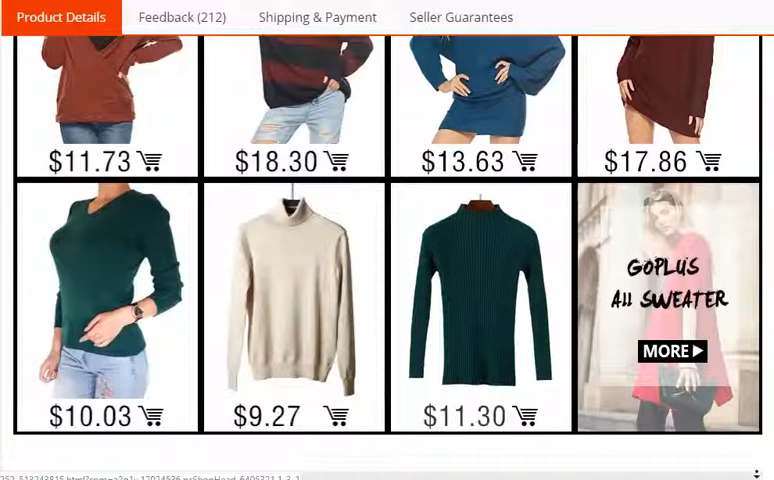 Product Details Feedback (212) Shipping & Payment Seller Guarantees
$11.73 $18.30 $13.63 $17.86
GOPLUS
All SWEATER
MORE
$10.03 $9.27 $11.30